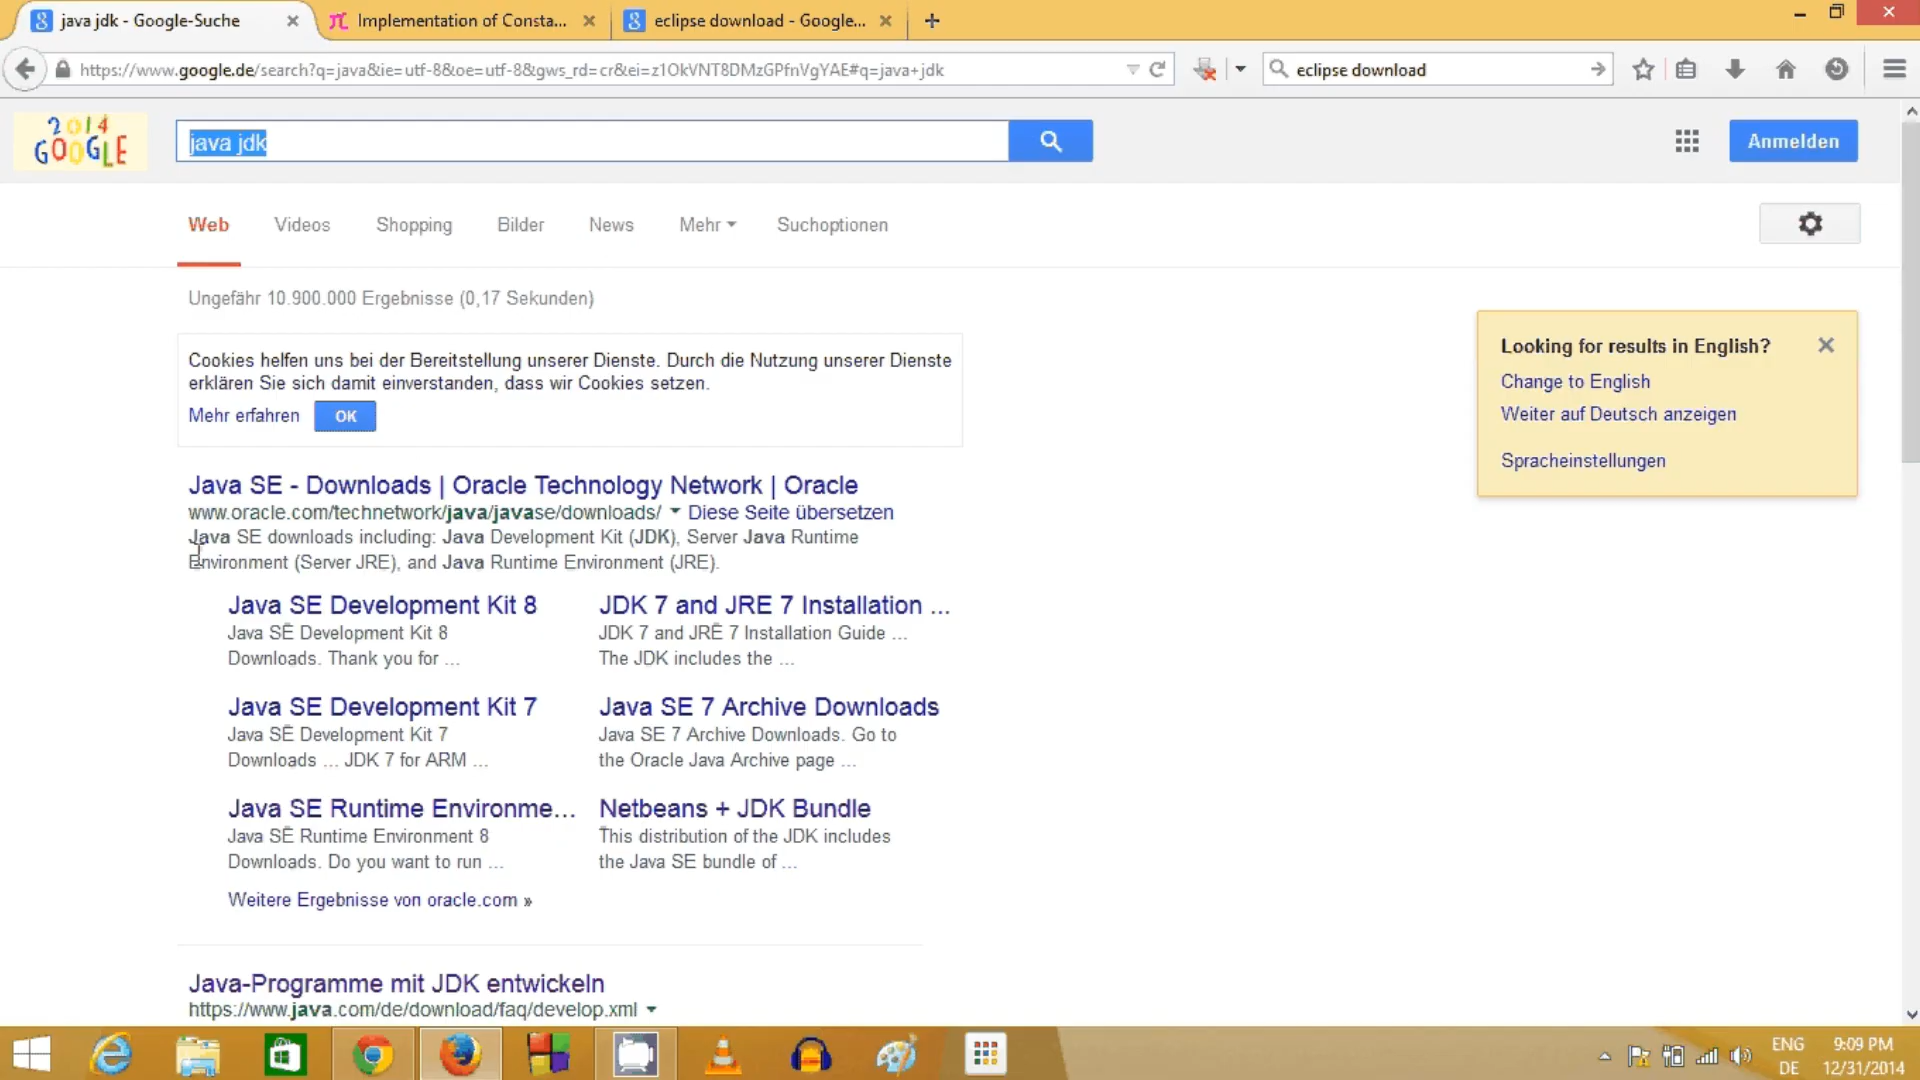 java jdk - Google-Suche
Implementation of Consta...
eclipse download - Google...
https://www.google.de/search?q=java&ie=utf-8&oe=utf-8&gws_rd=cr&ei=z1OkVNT8DMzGPfnVgYAE#q=java+jdk
eclipse download
2014
GOOGLE
java jdk
Anmelden
Web Videos Shopping Bilder News Mehr Suchoptionen
Ungefähr 10.900.000 Ergebnisse (0,17 Sekunden)
Cookies helfen uns bei der Bereitstellung unserer Dienste. Durch die Nutzung unserer Dienste
erklären Sie sich damit einverstanden, dass wir Cookies setzen.
Mehr erfahren OK
Looking for results in English?
Change to English
Weiter auf Deutsch anzeigen
Spracheinstellungen
Java SE - Downloads | Oracle Technology Network | Oracle
www.oracle.com/technetwork/java/javase/downloads/ Diese Seite übersetzen
Java SE downloads including: Java Development Kit (JDK), Server Java Runtime
Environment (Server JRE), and Java Runtime Environment (JRE).
Java SE Development Kit 8
Java SE Development Kit 8
Downloads. Thank you for ...
JDK 7 and JRE 7 Installation ...
JDK 7 and JRE 7 Installation Guide ...
The JDK includes the ...
Java SE Development Kit 7
Java SE Development Kit 7
Downloads ... JDK 7 for ARM ...
Java SE 7 Archive Downloads
Java SE 7 Archive Downloads. Go to
the Oracle Java Archive page ...
Java SE Runtime Environme...
Java SE Runtime Environment 8
Downloads. Do you want to run ...
Netbeans + JDK Bundle
This distribution of the JDK includes
the Java SE bundle of ...
Weitere Ergebnisse von oracle.com »
Java-Programme mit JDK entwickeln
https://www.java.com/de/download/faq/develop.xml
ENG
DE
9:09 PM
12/31/2014